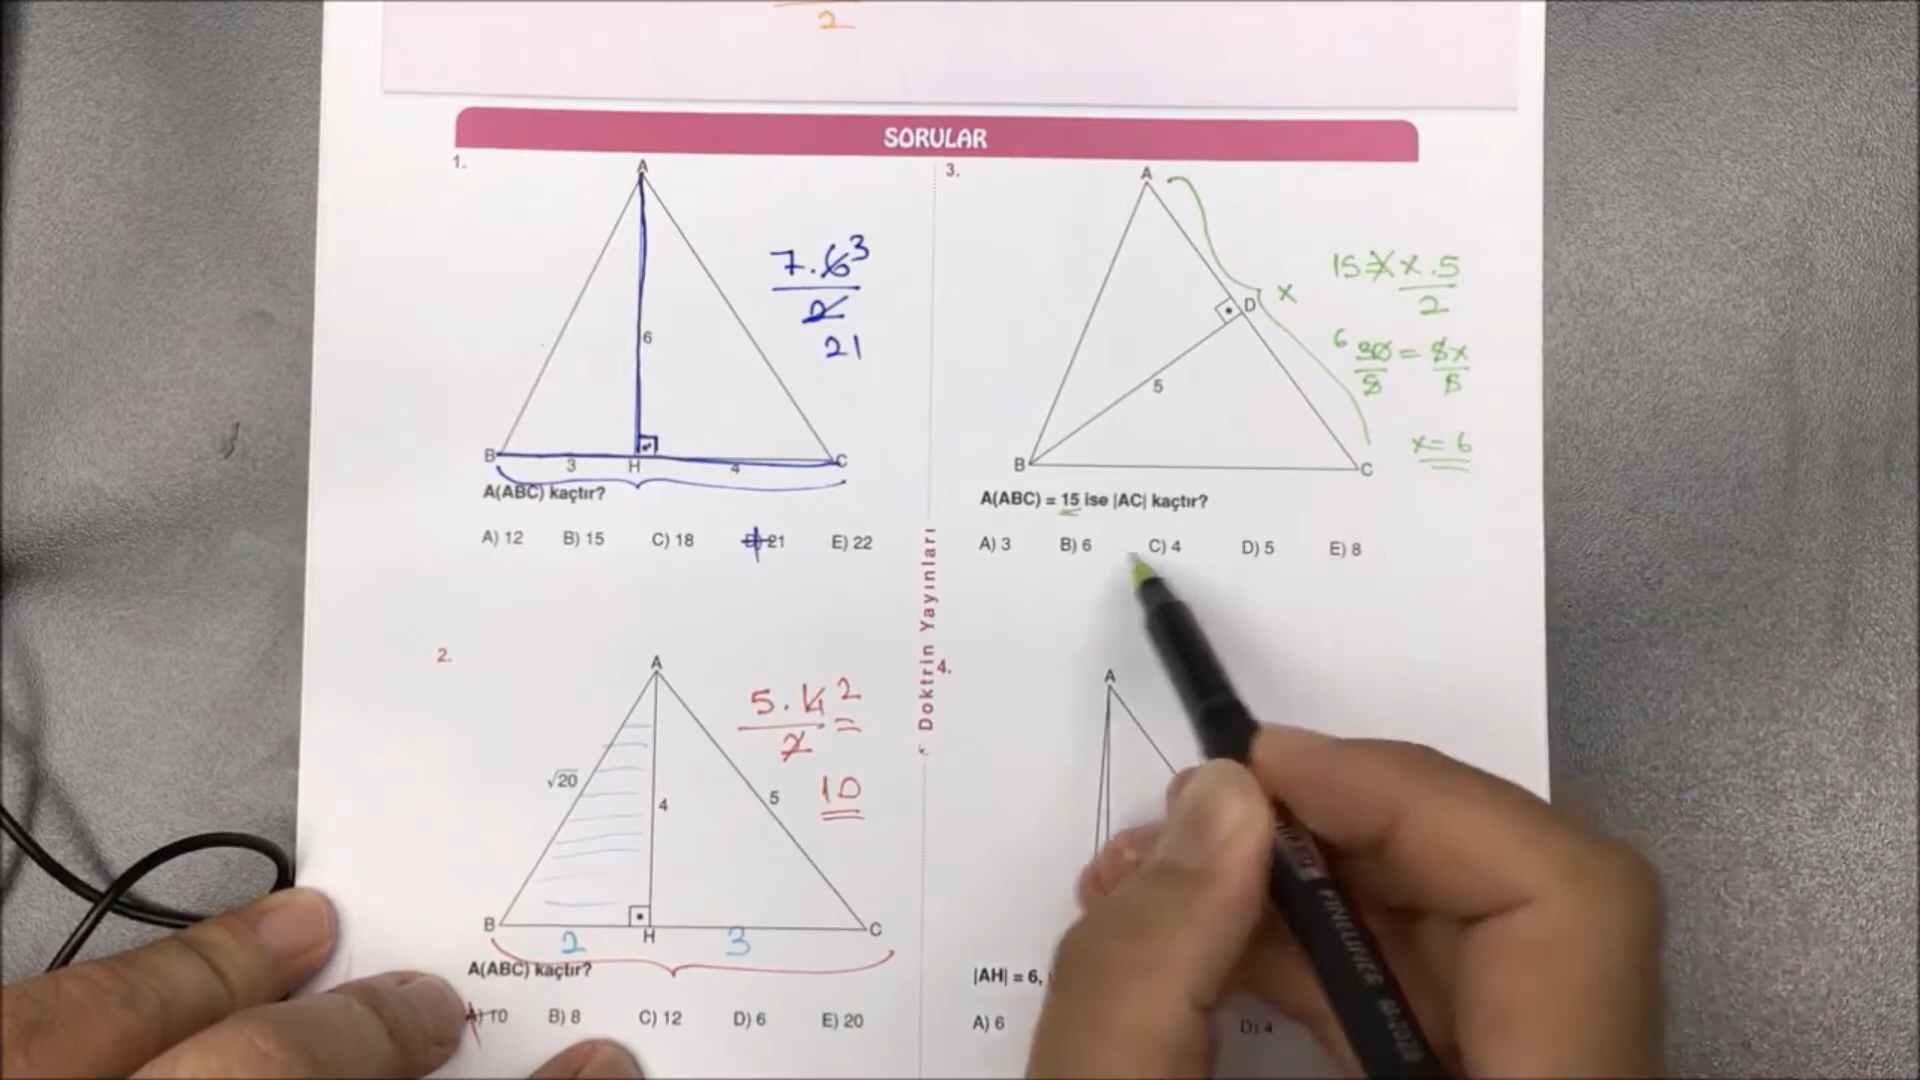 2
SORULAR
1.
A
7.6 3
2
21
6
B
3
H
4
C
A(ABC) kaçtır?
A) 12 B) 15 C) 18 D) 21 E) 22
2.
A
5.4 2
2
=
10
√20
4
5
B
H
C
2
3
A(ABC) kaçtır?
A) 10 B) 8 C) 12 D) 6 E) 20
Doktrin Yayınları
3.
A
D
x
5
B
C
15 = x.5
2
6 30 = 5x
5 5
x = 6
A(ABC) = 15 ise |AC| kaçtır?
A) 3 B) 6 C) 4 D) 5 E) 8
4.
A
|AH| = 6,
A) 6 D) 4
FINELINER